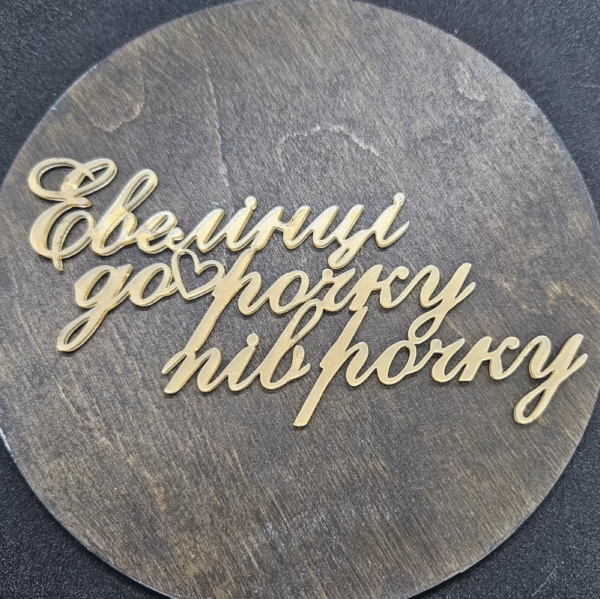 Евелінці
до рочку
пів рочку